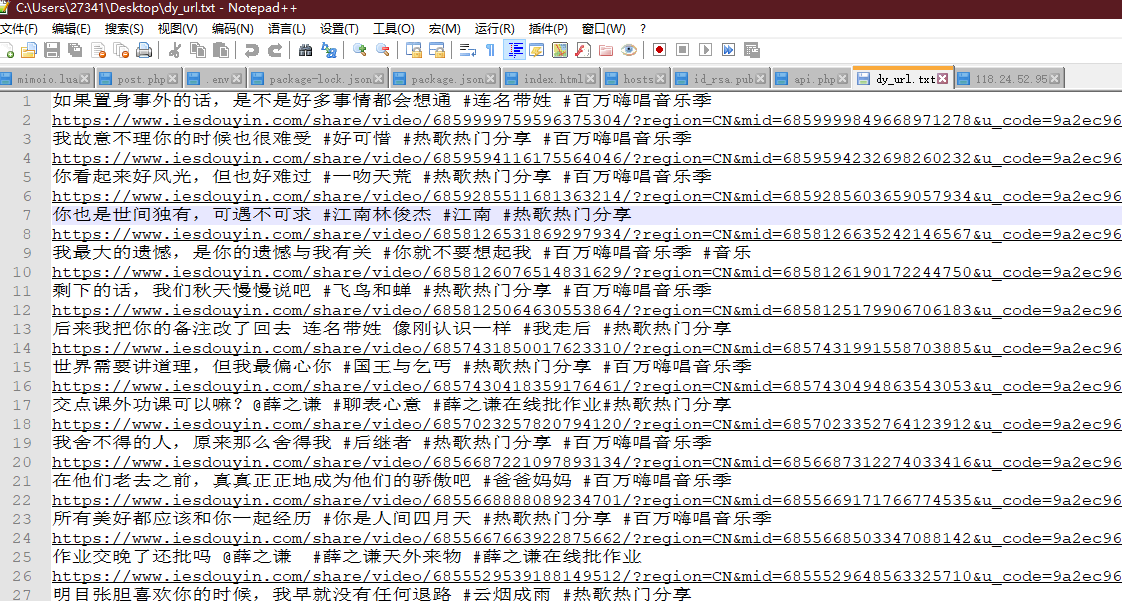 C:\Users\27341\Desktop\dy_url.txt - Notepad++
文件(F) 编辑(E) 搜索(S) 视图(V) 编码(N) 语言(L) 设置(T) 工具(O) 宏(M) 运行(R) 插件(P) 窗口(W) ?
mimoio.lua post.php .env package-lock.json package.json index.html hosts id_rsa.pub api.php dy_url.txt 118.24.52.95
1 如果置身事外的话，是不是好多事情都会想通 #连名带姓 #百万嗨唱音乐季
2 https://www.iesdouyin.com/share/video/6859999759596375304/?region=CN&mid=6859999849668971278&u_code=9a2ec96
3 我故意不理你的时候也很难受 #好可惜 #热歌热门分享 #百万嗨唱音乐季
4 https://www.iesdouyin.com/share/video/6859594116175564046/?region=CN&mid=6859594232698260232&u_code=9a2ec96
5 你看起来好风光，但也好难过 #一吻天荒 #热歌热门分享 #百万嗨唱音乐季
6 https://www.iesdouyin.com/share/video/6859285511681363214/?region=CN&mid=6859285603659057934&u_code=9a2ec96
7 你也是世间独有，可遇不可求 #江南林俊杰 #江南 #热歌热门分享
8 https://www.iesdouyin.com/share/video/6858126531869297934/?region=CN&mid=6858126635242146567&u_code=9a2ec96
9 我最大的遗憾，是你的遗憾与我有关 #你就不要想起我 #百万嗨唱音乐季 #音乐
10 https://www.iesdouyin.com/share/video/6858126076514831629/?region=CN&mid=6858126190172244750&u_code=9a2ec96
11 剩下的话，我们秋天慢慢说吧 #飞鸟和蝉 #热歌热门分享 #百万嗨唱音乐季
12 https://www.iesdouyin.com/share/video/6858125064630553864/?region=CN&mid=6858125179906706183&u_code=9a2ec96
13 后来我把你的备注改了回去 连名带姓 像刚认识一样 #我走后 #热歌热门分享
14 https://www.iesdouyin.com/share/video/6857431850017623310/?region=CN&mid=6857431991558703885&u_code=9a2ec96
15 世界需要讲道理，但我最偏心你 #国王与乞丐 #热歌热门分享 #百万嗨唱音乐季
16 https://www.iesdouyin.com/share/video/6857430418359176461/?region=CN&mid=6857430494863543053&u_code=9a2ec96
17 交点课外功课可以嘛？@薛之谦 #聊表心意 #薛之谦在线批作业#热歌热门分享
18 https://www.iesdouyin.com/share/video/6857023257820794120/?region=CN&mid=6857023352764123912&u_code=9a2ec96
19 我舍不得的人，原来那么舍得我 #后继者 #热歌热门分享 #百万嗨唱音乐季
20 https://www.iesdouyin.com/share/video/6856687221097893134/?region=CN&mid=6856687312274033416&u_code=9a2ec96
21 在他们老去之前，真真正正地成为他们的骄傲吧 #爸爸妈妈 #百万嗨唱音乐季
22 https://www.iesdouyin.com/share/video/6855668888089234701/?region=CN&mid=6855669171766774535&u_code=9a2ec96
23 所有美好都应该和你一起经历 #你是人间四月天 #热歌热门分享 #百万嗨唱音乐季
24 https://www.iesdouyin.com/share/video/6855667663922875662/?region=CN&mid=6855668503347088142&u_code=9a2ec96
25 作业交晚了还批吗 @薛之谦  #薛之谦天外来物 #薛之谦在线批作业
26 https://www.iesdouyin.com/share/video/6855529539188149512/?region=CN&mid=6855529648563325710&u_code=9a2ec96
27 明目张胆喜欢你的时候，我早就没有任何退路 #云烟成雨 #热歌热门分享